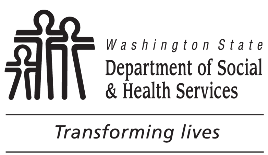 Washington State
Department of Social
& Health Services
Transforming lives